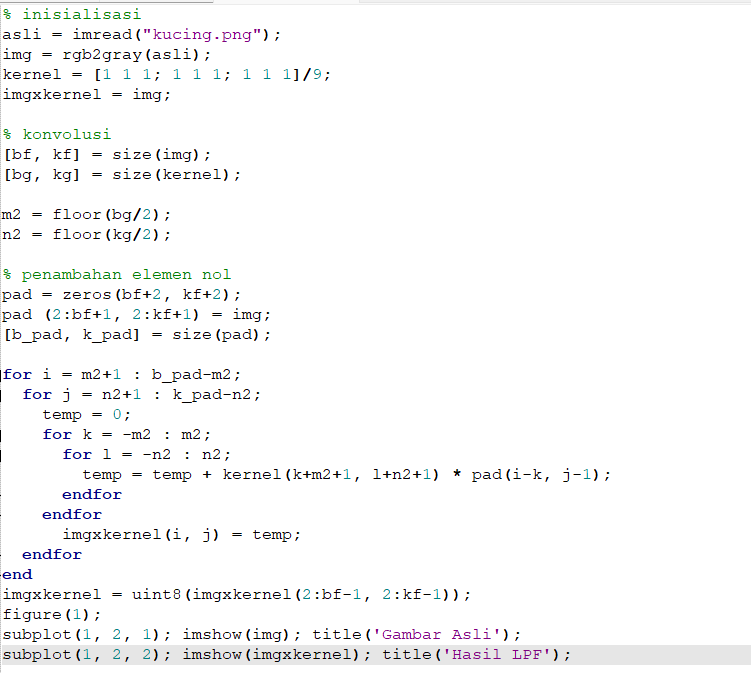 % inisialisasi
asli = imread("kucing.png");
img = rgb2gray(asli);
kernel = [1 1 1; 1 1 1; 1 1 1]/9;
imgxkernel = img;
% konvolusi
[bf, kf] = size(img);
[bg, kg] = size(kernel);
m2 = floor(bg/2);
n2 = floor(kg/2);
% penambahan elemen nol
pad = zeros(bf+2, kf+2);
pad (2:bf+1, 2:kf+1) = img;
[b_pad, k_pad] = size(pad);
for i = m2+1 : b_pad-m2;
for j = n2+1 : k_pad-n2;
temp = 0;
for k = -m2 : m2;
for l = -n2 : n2;
temp = temp + kernel(k+m2+1, l+n2+1) * pad(i-k, j-1);
endfor
endfor
imgxkernel(i, j) = temp;
endfor
end
imgxkernel = uint8(imgxkernel(2:bf-1, 2:kf-1));
figure(1);
subplot(1, 2, 1); imshow(img); title('Gambar Asli');
subplot(1, 2, 2); imshow(imgxkernel); title('Hasil LPF');